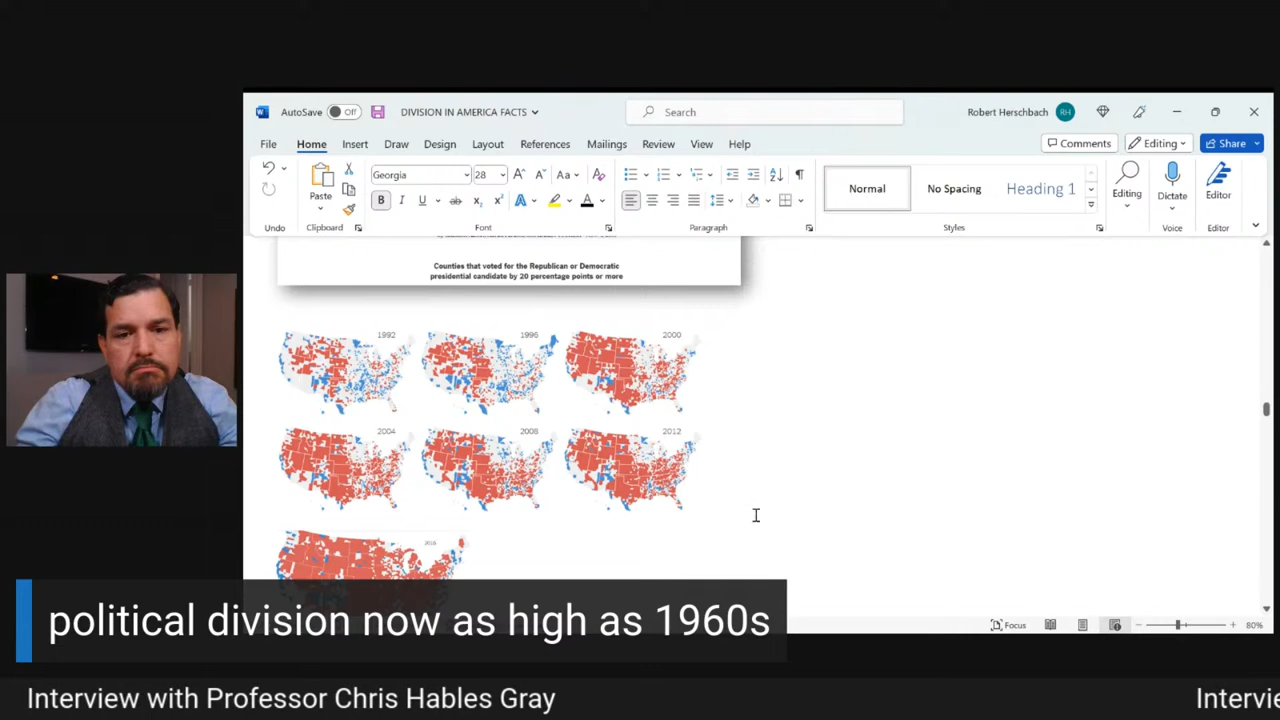 AutoSave Off DIVISION IN AMERICA FACTS Search Robert Herschbach RH
File Home Insert Draw Design Layout References Mailings Review View Help Comments Editing Share
Georgia 28 Aa
Paste Normal No Spacing Heading 1 Editing Dictate Editor
Undo Clipboard Font Paragraph Styles Voice Editor
Counties that voted for the Republican or Democratic
presidential candidate by 20 percentage points or more
1992 1996 2000
2004 2008 2012
2016
political division now as high as 1960s
Focus 80%
Interview with Professor Chris Hables Gray Intervie